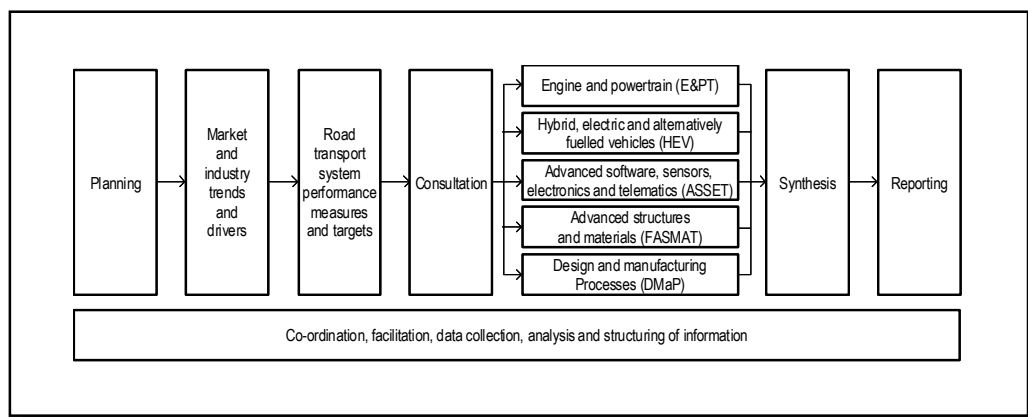 Planning
Market
and
industry
trends
and
drivers
Road
transport
system
performance
measures
and targets
Consultation
Engine and powertrain (E&PT)
Hybrid, electric and alternatively
fuelled vehicles (HEV)
Advanced software, sensors,
electronics and telematics (ASSET)
Advanced structures
and materials (FASMAT)
Design and manufacturing
Processes (DMaP)
Synthesis
Reporting
Co-ordination, facilitation, data collection, analysis and structuring of information